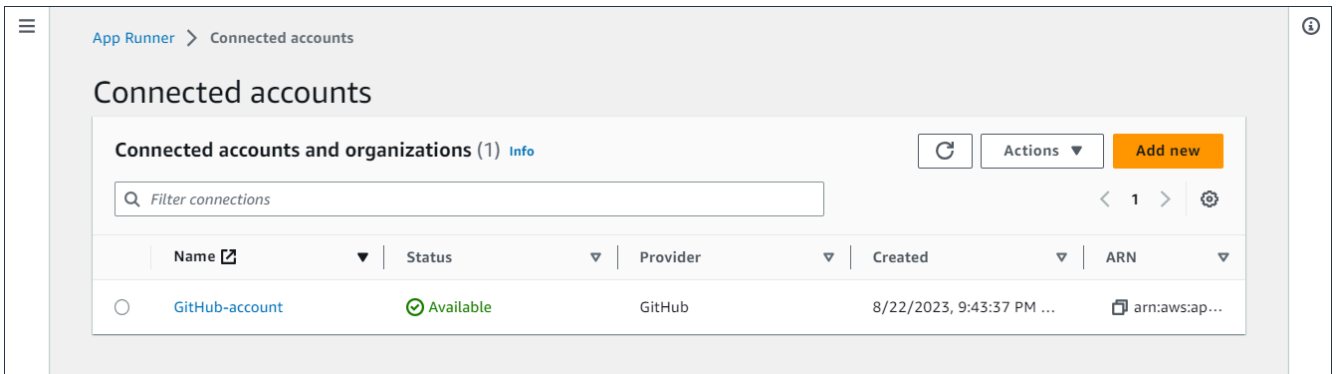 App Runner > Connected accounts
Connected accounts
Connected accounts and organizations (1) Info
Actions
Add new
Filter connections
1
Name Status Provider Created ARN
GitHub-account Available GitHub 8/22/2023, 9:43:37 PM ... arn:aws:ap...